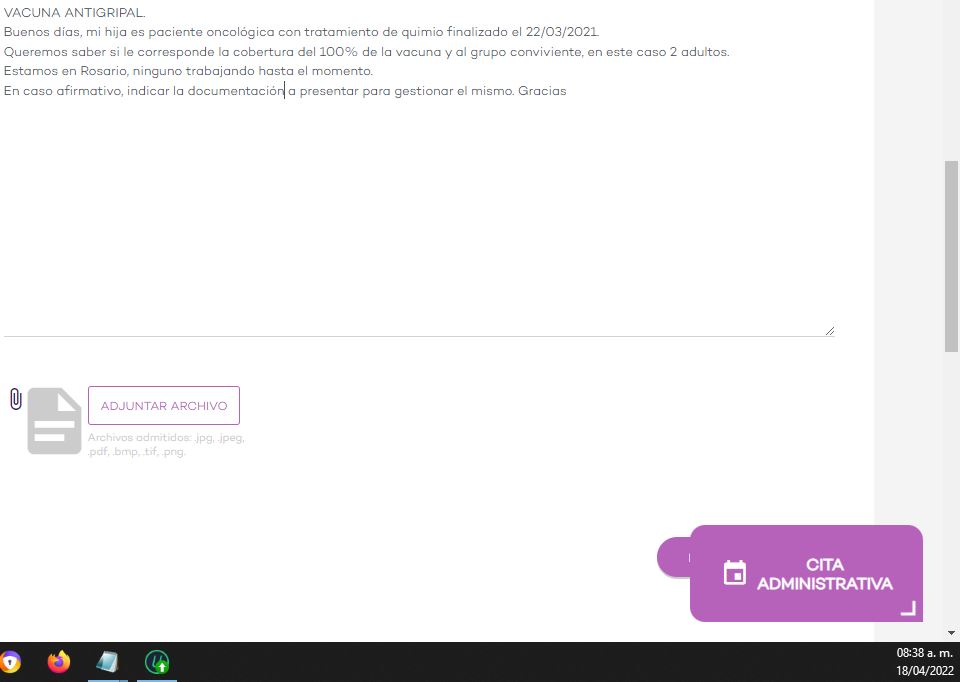 VACUNA ANTIGRIPAL.
Buenos días, mi hija es paciente oncológica con tratamiento de quimio finalizado el 22/03/2021.
Queremos saber si le corresponde la cobertura del 100% de la vacuna y al grupo conviviente, en este caso 2 adultos.
Estamos en Rosario, ninguno trabajando hasta el momento.
En caso afirmativo, indicar la documentación a presentar para gestionar el mismo. Gracias
ADJUNTAR ARCHIVO
Archivos admitidos: .jpg, .jpeg,
.pdf, .bmp, .tif, .png.
CITA
ADMINISTRATIVA
08:38 a. m.
18/04/2022